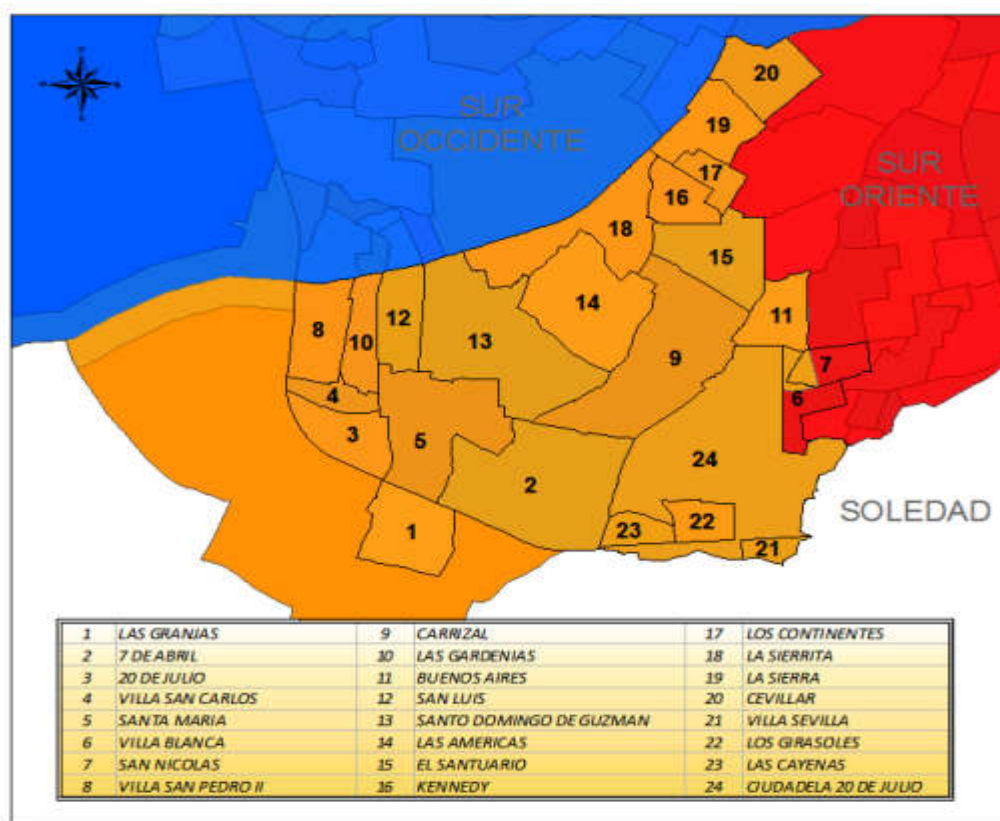 SUR
OCCIDENTE
SUR
ORIENTE
20
19
17
16
18
15
14
11
8
10
12
13
9
7
4
6
3
5
24
2
SOLEDAD
1
23
22
21
1 LAS GRANJAS 9 CARRIZAL 17 LOS CONTINENTES
2 7 DE ABRIL 10 LAS GARDENIAS 18 LA SIERRITA
3 20 DE JULIO 11 BUENOS AIRES 19 LA SIERRA
4 VILLA SAN CARLOS 12 SAN LUIS 20 CEVILLAR
5 SANTA MARIA 13 SANTO DOMINGO DE GUZMAN 21 VILLA SEVILLA
6 VILLA BLANCA 14 LAS AMERICAS 22 LOS GIRASOLES
7 SAN NICOLAS 15 EL SANTUARIO 23 LAS CAYENAS
8 VILLA SAN PEDRO II 16 KENNEDY 24 CIUDADELA 20 DE JULIO